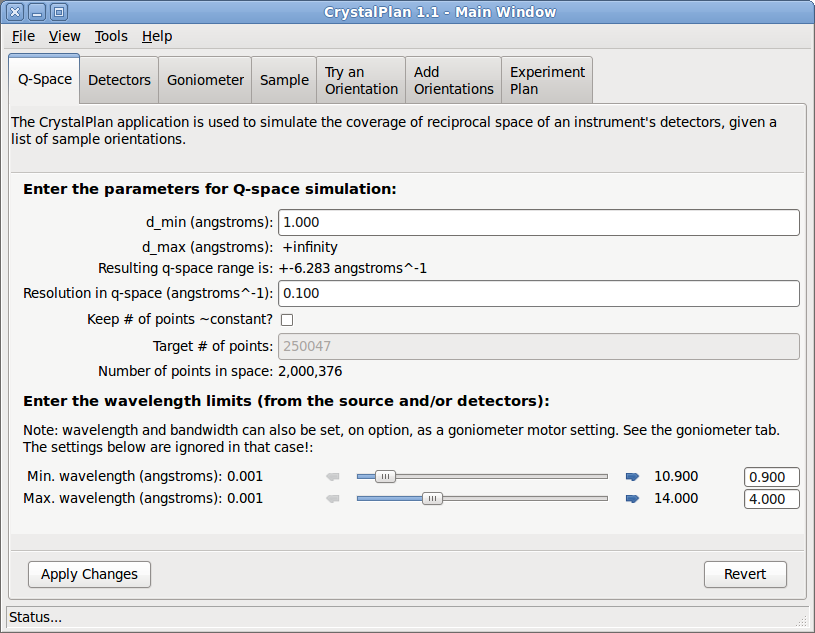 CrystalPlan 1.1 - Main Window
File View Tools Help
Q-Space Detectors Goniometer Sample Try an Orientation Add Orientations Experiment Plan
The CrystalPlan application is used to simulate the coverage of reciprocal space of an instrument's detectors, given a
list of sample orientations.
Enter the parameters for Q-space simulation:
d_min (angstroms): 1.000
d_max (angstroms): +infinity
Resulting q-space range is: +-6.283 angstroms^-1
Resolution in q-space (angstroms^-1): 0.100
Keep # of points ~constant?
Target # of points: 250047
Number of points in space: 2,000,376
Enter the wavelength limits (from the source and/or detectors):
Note: wavelength and bandwidth can also be set, on option, as a goniometer motor setting. See the goniometer tab.
The settings below are ignored in that case!:
Min. wavelength (angstroms): 0.001 10.900 0.900
Max. wavelength (angstroms): 0.001 14.000 4.000
Apply Changes Revert
Status...